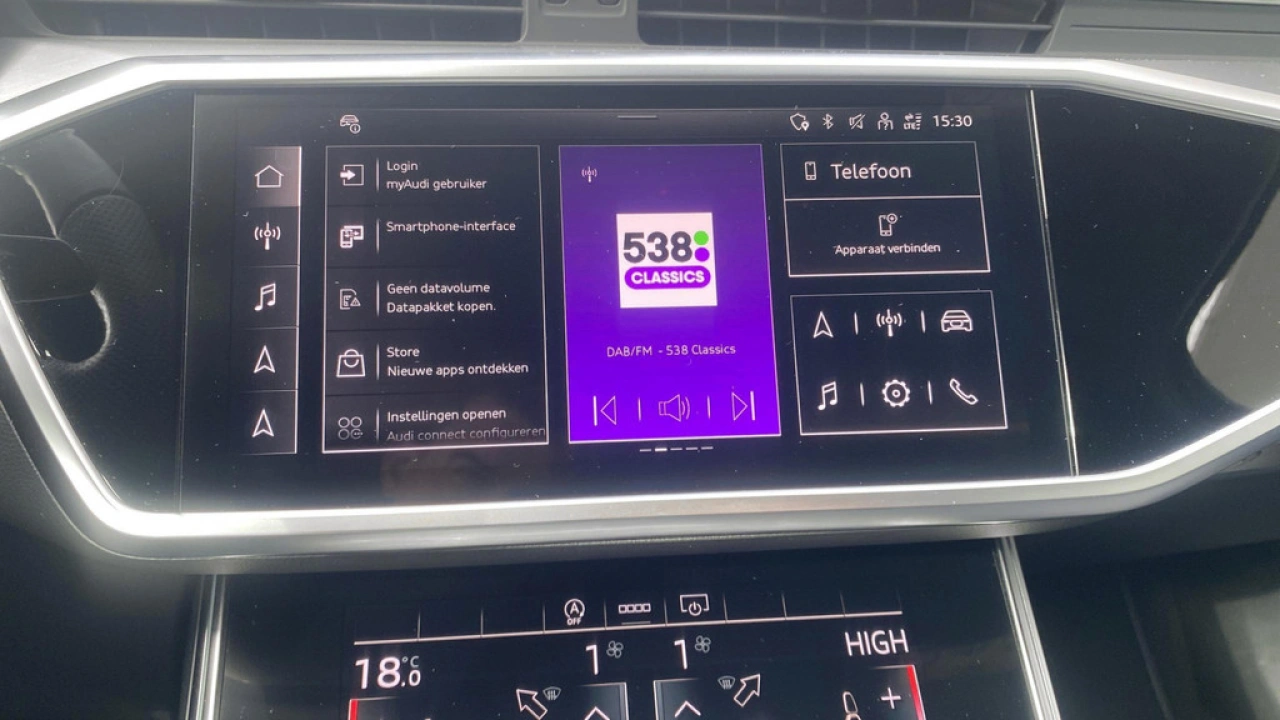 LTE
15:30
Login
myAudi gebruiker
Smartphone-interface
Geen datavolume
Datapakket kopen.
Store
Nieuwe apps ontdekken
Instellingen openen
Audi connect configureren
538
CLASSICS
DAB/FM - 538 Classics
Telefoon
Apparaat verbinden
A
OFF
18.0 °C
1
1
HIGH